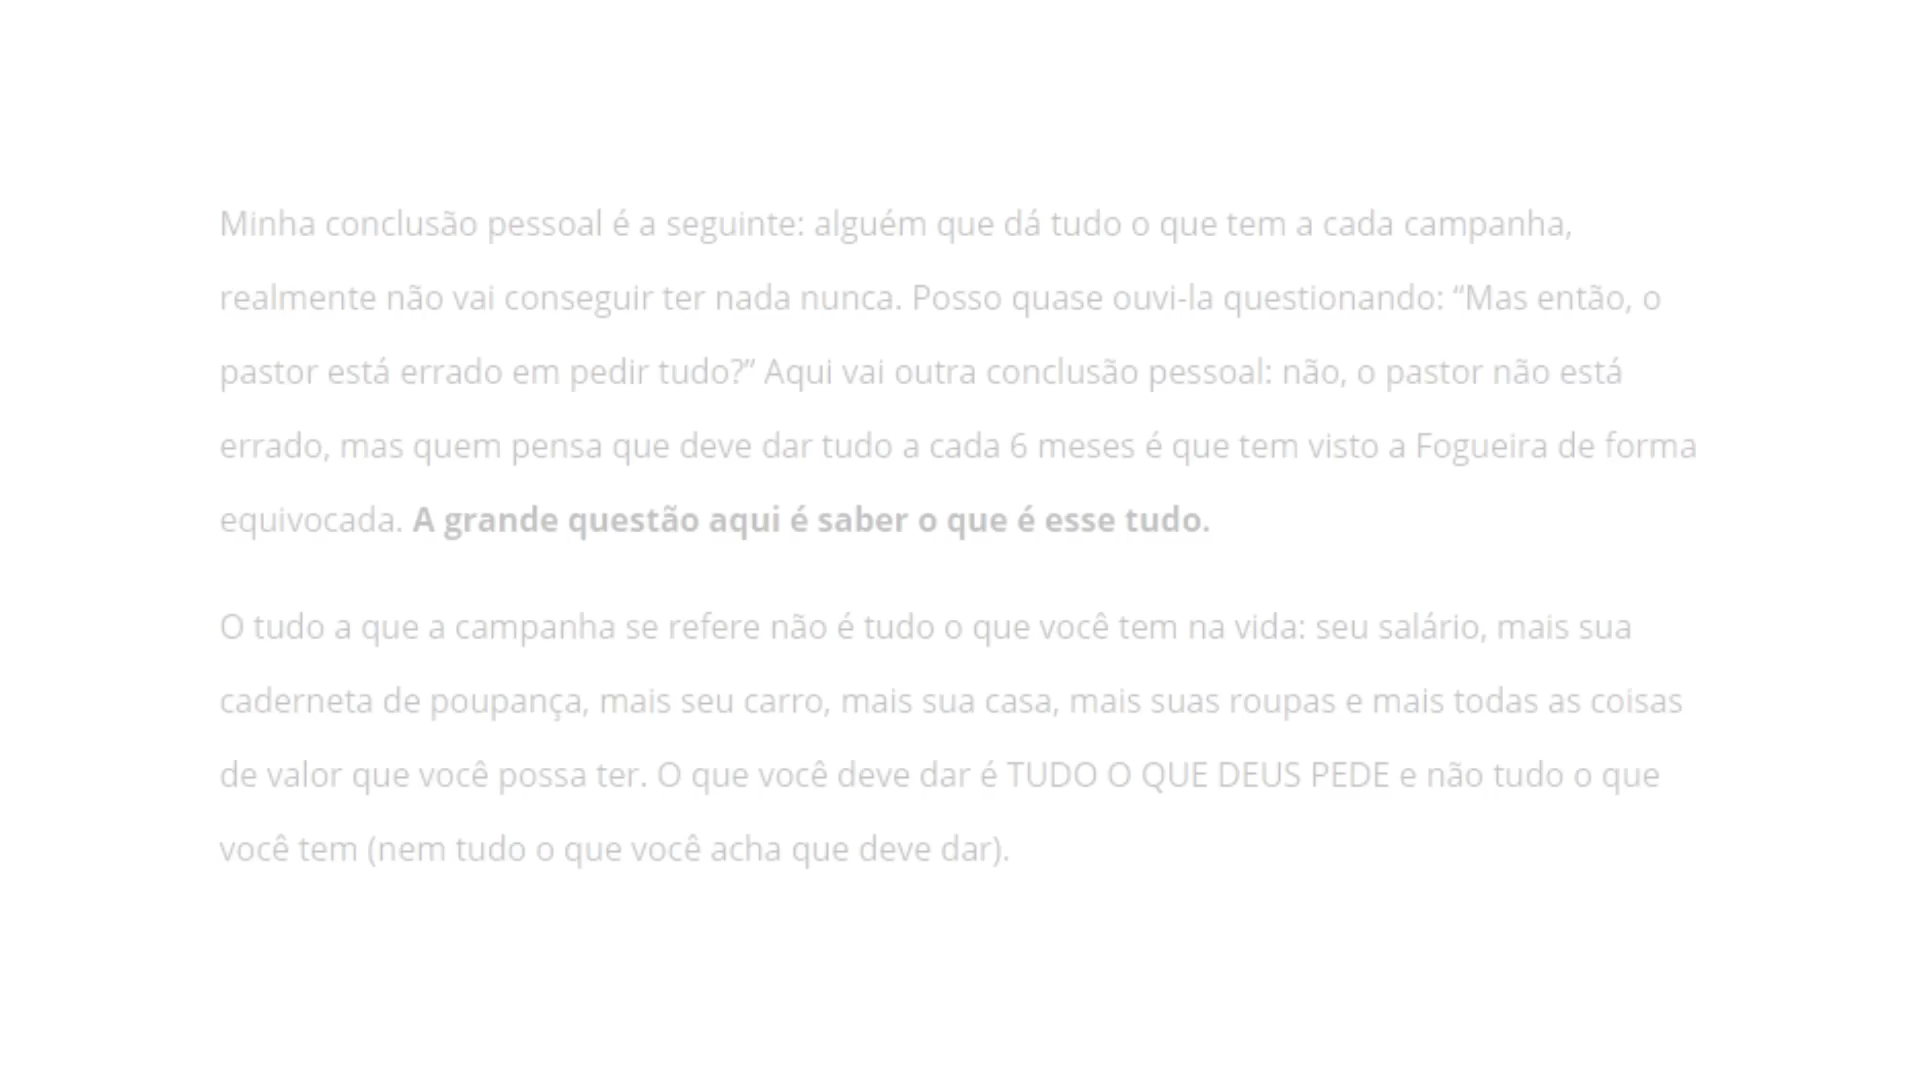 Minha conclusão pessoal é a seguinte: alguém que dá tudo o que tem a cada campanha,
realmente não vai conseguir ter nada nunca. Posso quase ouvi-la questionando: “Mas então, o
pastor está errado em pedir tudo?” Aqui vai outra conclusão pessoal: não, o pastor não está
errado, mas quem pensa que deve dar tudo a cada 6 meses é que tem visto a Fogueira de forma
equivocada. A grande questão aqui é saber o que é esse tudo.
O tudo a que a campanha se refere não é tudo o que você tem na vida: seu salário, mais sua
caderneta de poupança, mais seu carro, mais sua casa, mais suas roupas e mais todas as coisas
de valor que você possa ter. O que você deve dar é TUDO O QUE DEUS PEDE e não tudo o que
você tem (nem tudo o que você acha que deve dar).